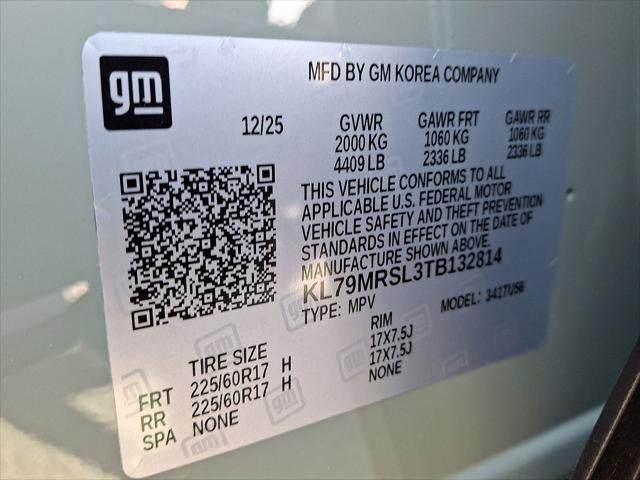 gm
MFD BY GM KOREA COMPANY
12/25 GVWR GAWR FRT GAWR RR
2000 KG 1060 KG 1060 KG
4409 LB 2336 LB 2336 LB
THIS VEHICLE CONFORMS TO ALL
APPLICABLE U.S. FEDERAL MOTOR
VEHICLE SAFETY AND THEFT PREVENTION
STANDARDS IN EFFECT ON THE DATE OF
MANUFACTURE SHOWN ABOVE.
KL79MRSL3TB132814
TYPE: MPV MODEL: 341TU56
TIRE SIZE RIM
FRT 225/60R17 H 17X7.5J
RR 225/60R17 H 17X7.5J
SPA NONE NONE